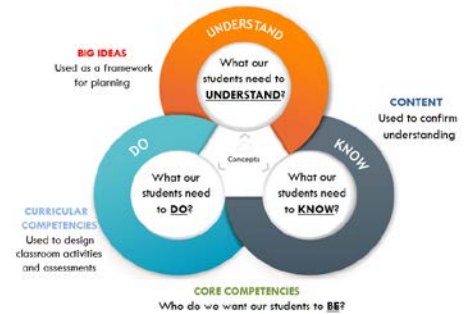 UNDERSTAND
BIG IDEAS
Used as a framework
for planning
What our
students need to
UNDERSTAND?
CONTENT
Used to confirm
understanding
DO
Concepts
KNOW
What our
students need
to DO?
What our
students need
to KNOW?
CURRICULAR
COMPETENCIES
Used to design
classroom activities
and assessments
CORE COMPETENCIES
Who do we want our students to BE?